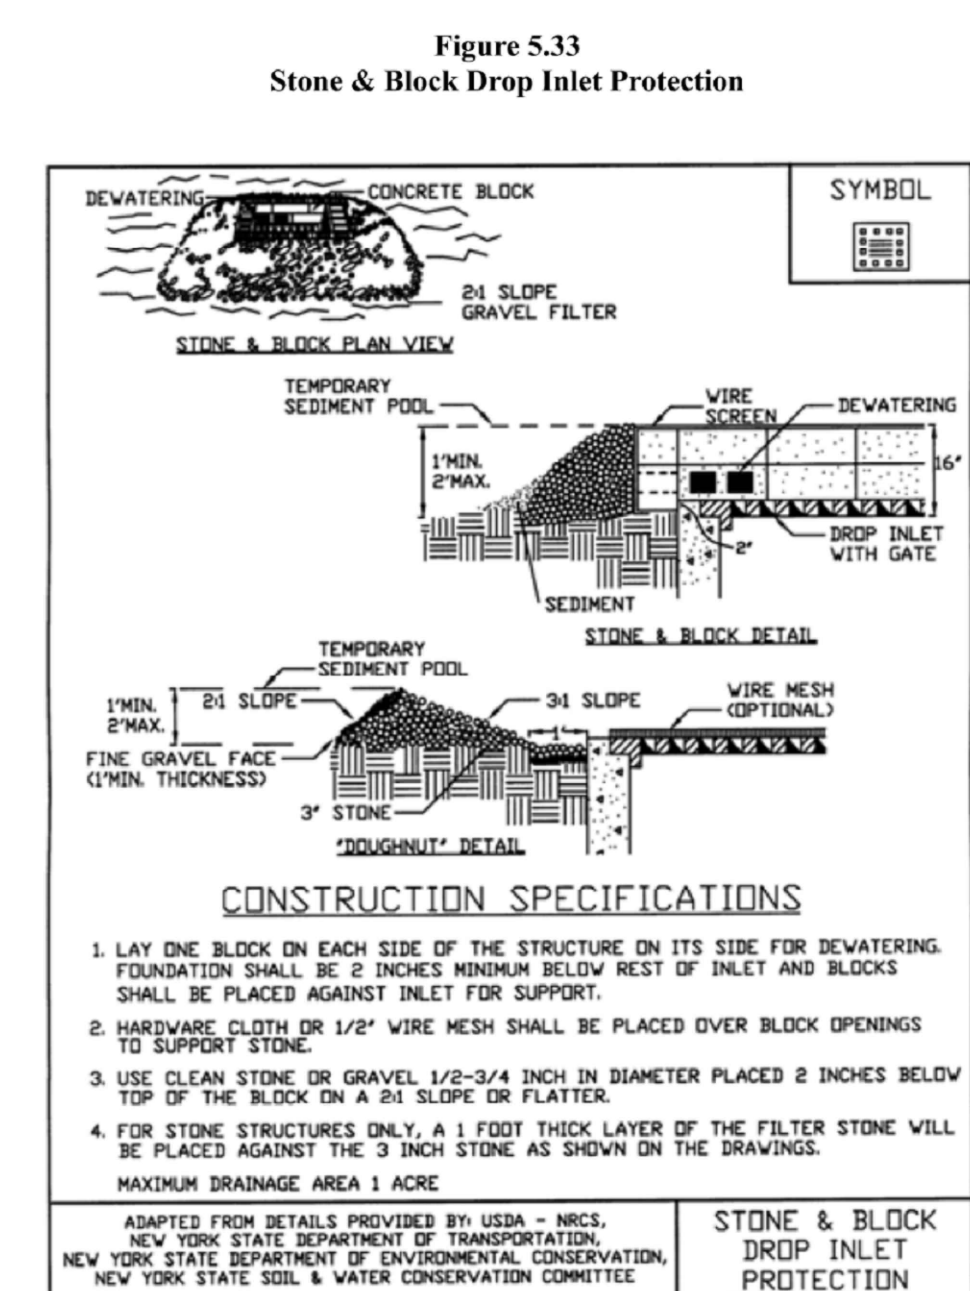 Figure 5.33
Stone & Block Drop Inlet Protection
SYMBOL
DEWATERING
CONCRETE BLOCK
2:1 SLOPE
GRAVEL FILTER
STONE & BLOCK PLAN VIEW
TEMPORARY
SEDIMENT POOL
WIRE
SCREEN
DEWATERING
1'MIN.
2'MAX.
16"
DROP INLET
WITH GATE
2"
SEDIMENT
STONE & BLOCK DETAIL
TEMPORARY
SEDIMENT POOL
1'MIN.
2'MAX.
2:1 SLOPE
3:1 SLOPE
WIRE MESH
(OPTIONAL)
1'
FINE GRAVEL FACE
(1'MIN. THICKNESS)
3" STONE
"DOUGHNUT" DETAIL
CONSTRUCTION SPECIFICATIONS
1. LAY ONE BLOCK ON EACH SIDE OF THE STRUCTURE ON ITS SIDE FOR DEWATERING.
FOUNDATION SHALL BE 2 INCHES MINIMUM BELOW REST OF INLET AND BLOCKS
SHALL BE PLACED AGAINST INLET FOR SUPPORT.
2. HARDWARE CLOTH OR 1/2" WIRE MESH SHALL BE PLACED OVER BLOCK OPENINGS
TO SUPPORT STONE.
3. USE CLEAN STONE OR GRAVEL 1/2-3/4 INCH IN DIAMETER PLACED 2 INCHES BELOW
TOP OF THE BLOCK ON A 2:1 SLOPE OR FLATTER.
4. FOR STONE STRUCTURES ONLY, A 1 FOOT THICK LAYER OF THE FILTER STONE WILL
BE PLACED AGAINST THE 3 INCH STONE AS SHOWN ON THE DRAWINGS.
MAXIMUM DRAINAGE AREA 1 ACRE
ADAPTED FROM DETAILS PROVIDED BY: USDA - NRCS,
NEW YORK STATE DEPARTMENT OF TRANSPORTATION,
NEW YORK STATE DEPARTMENT OF ENVIRONMENTAL CONSERVATION,
NEW YORK STATE SOIL & WATER CONSERVATION COMMITTEE
STONE & BLOCK
DROP INLET
PROTECTION